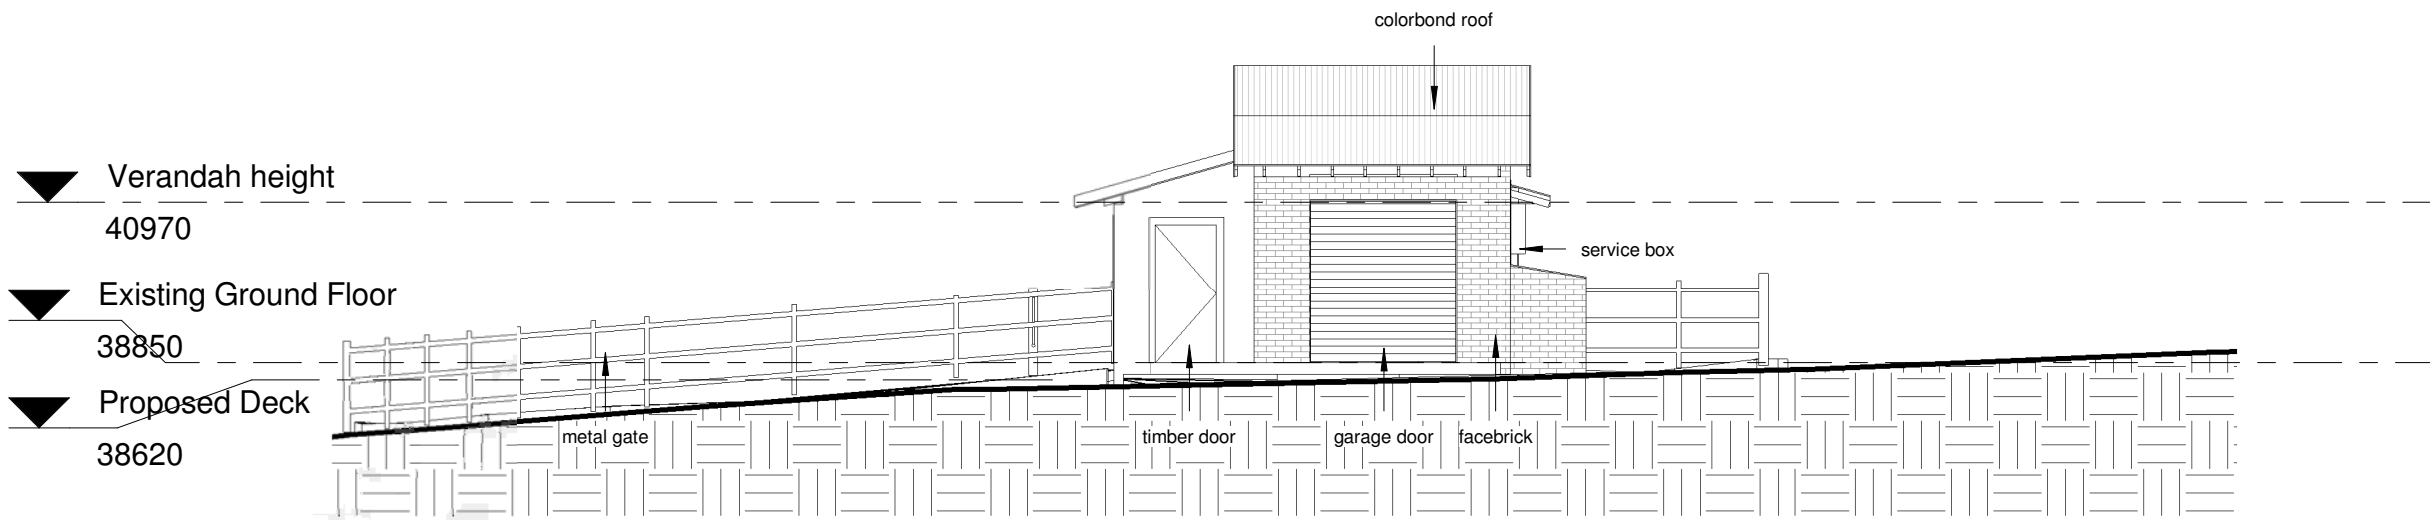 colorbond roof
Verandah height
40970
service box
Existing Ground Floor
38850
Proposed Deck
38620
metal gate
timber door
garage door
facebrick